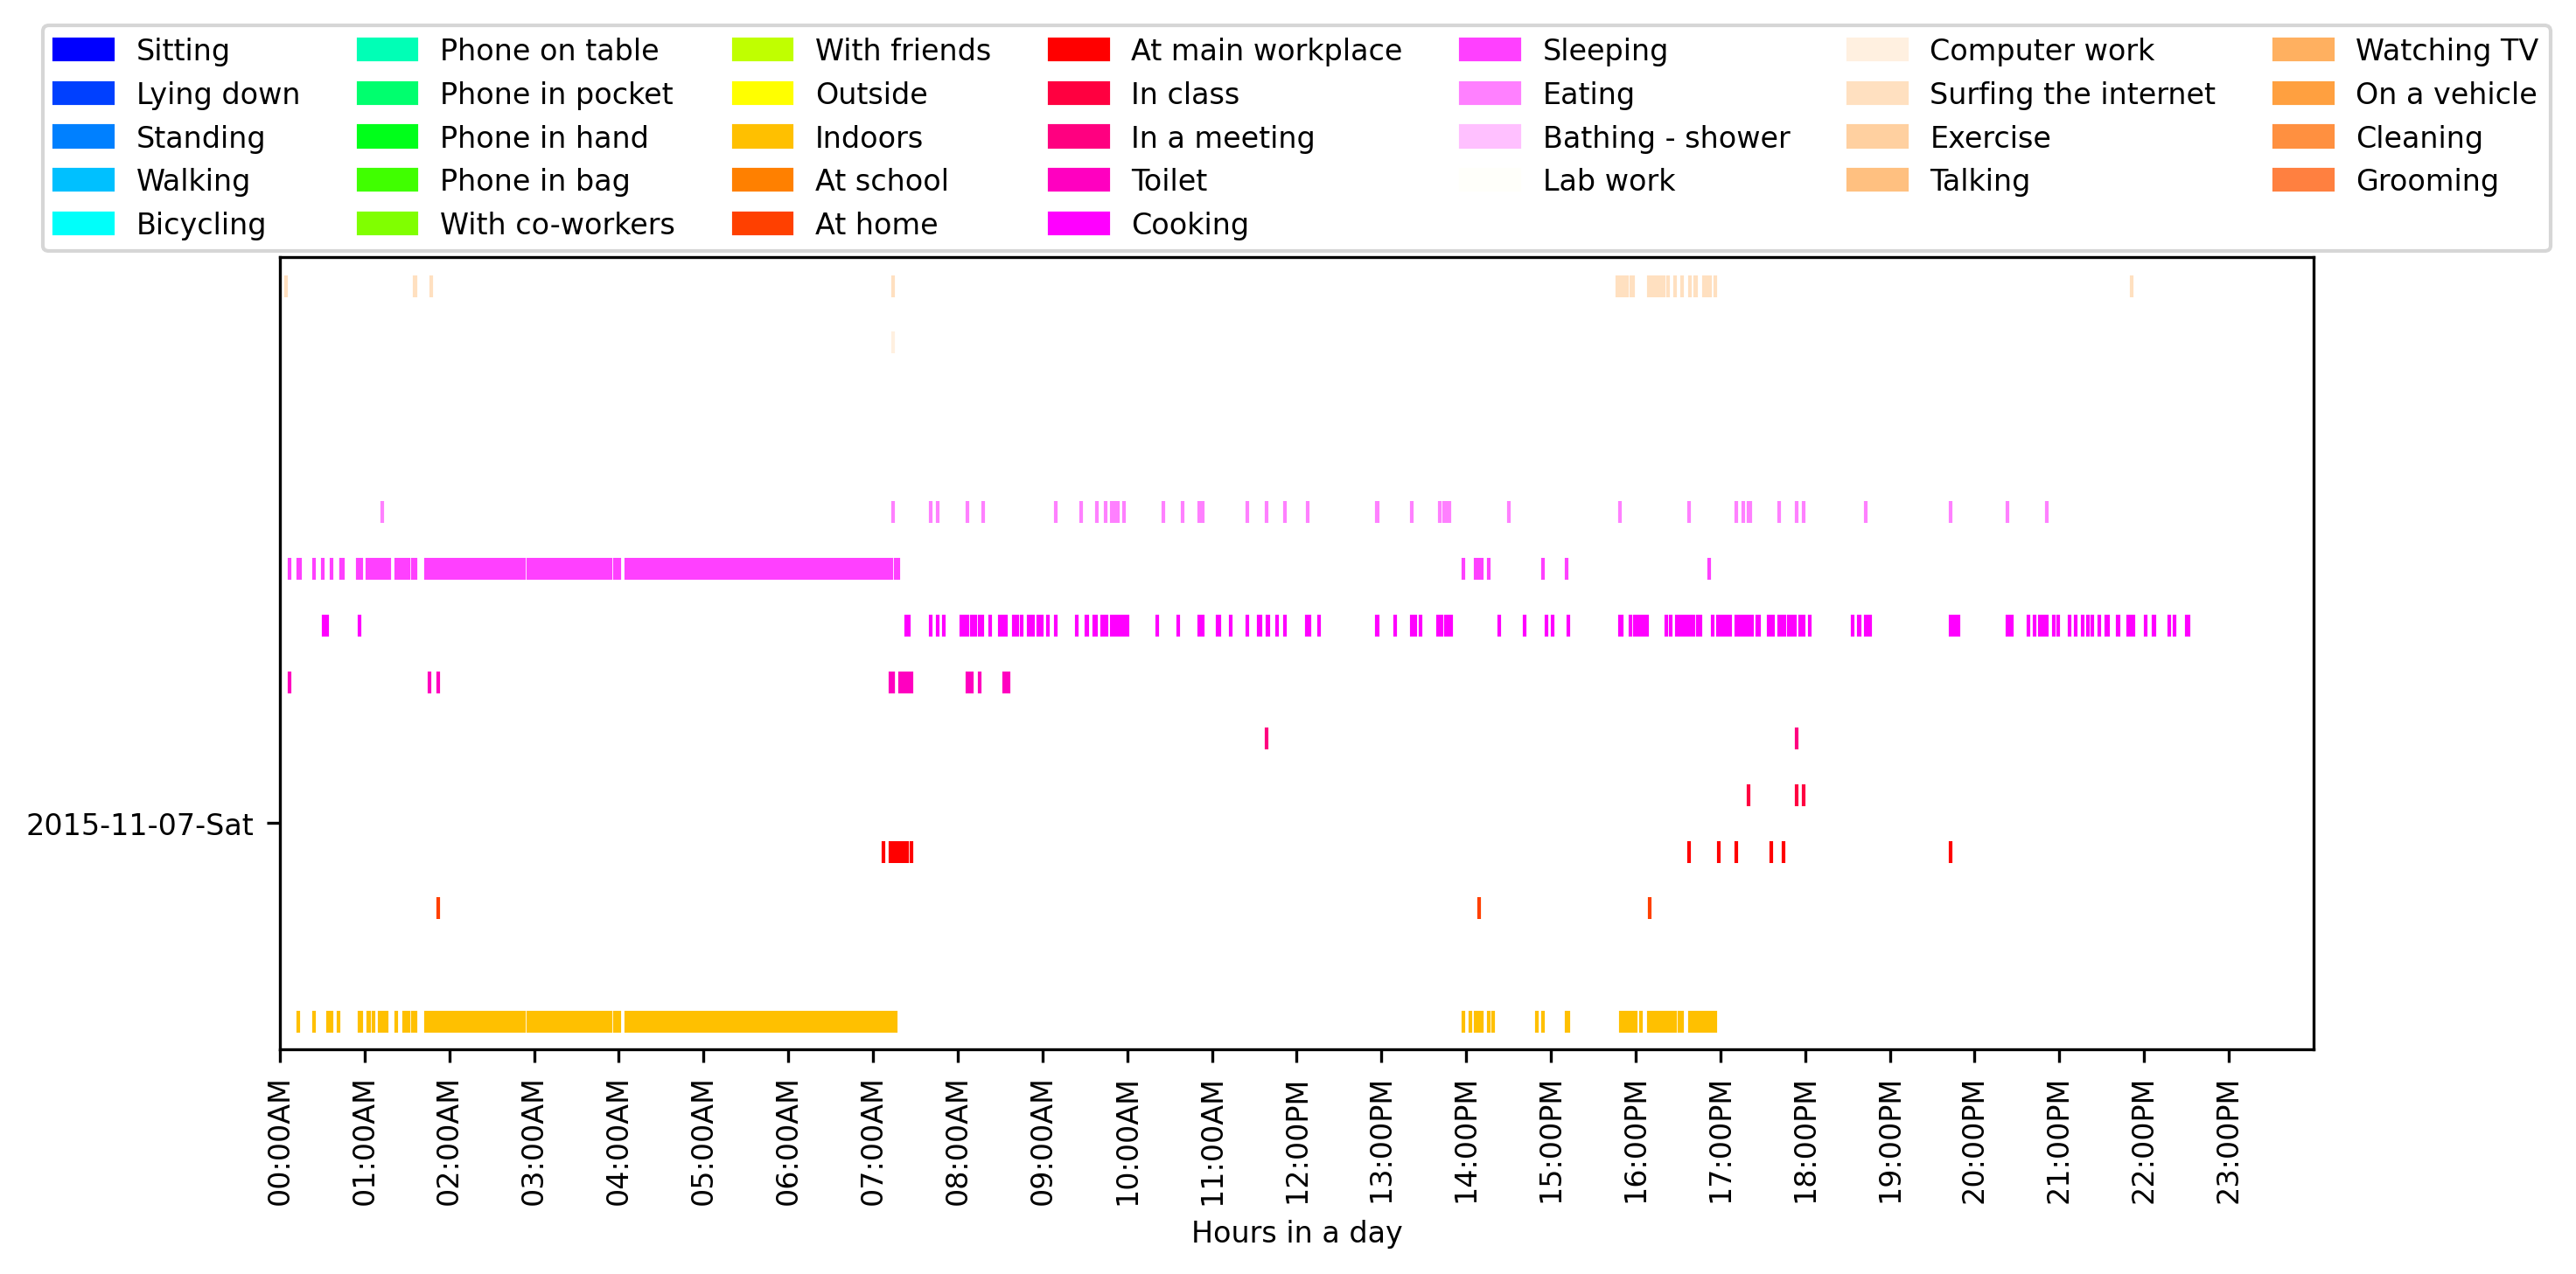 Sitting
Lying down
Standing
Walking
Bicycling
Phone on table
Phone in pocket
Phone in hand
Phone in bag
With co-workers
With friends
Outside
Indoors
At school
At home
At main workplace
In class
In a meeting
Toilet
Cooking
Sleeping
Eating
Bathing - shower
Lab work
Computer work
Surfing the internet
Exercise
Talking
Watching TV
On a vehicle
Cleaning
Grooming
2015-11-07-Sat
00:00AM
01:00AM
02:00AM
03:00AM
04:00AM
05:00AM
06:00AM
07:00AM
08:00AM
09:00AM
10:00AM
11:00AM
12:00PM
13:00PM
14:00PM
15:00PM
16:00PM
17:00PM
18:00PM
19:00PM
20:00PM
21:00PM
22:00PM
23:00PM
Hours in a day